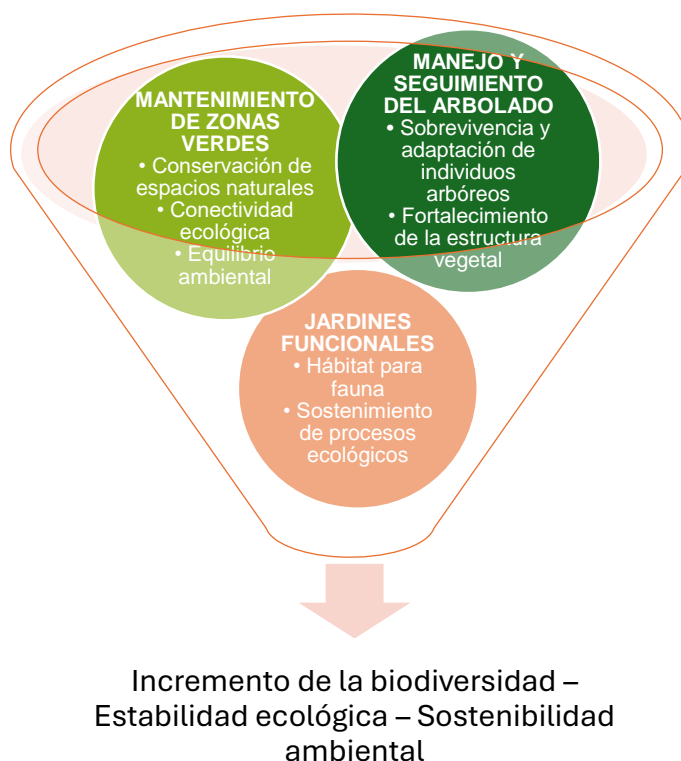 MANTENIMIENTO
DE ZONAS
VERDES
• Conservación de
espacios naturales
• Conectividad
ecológica
• Equilibrio
ambiental
MANEJO Y
SEGUIMIENTO
DEL ARBOLADO
• Sobrevivencia y
adaptación de
individuos
arbóreos
• Fortalecimiento
de la estructura
vegetal
JARDINES
FUNCIONALES
• Hábitat para
fauna
• Sostenimiento
de procesos
ecológicos
Incremento de la biodiversidad –
Estabilidad ecológica – Sostenibilidad
ambiental